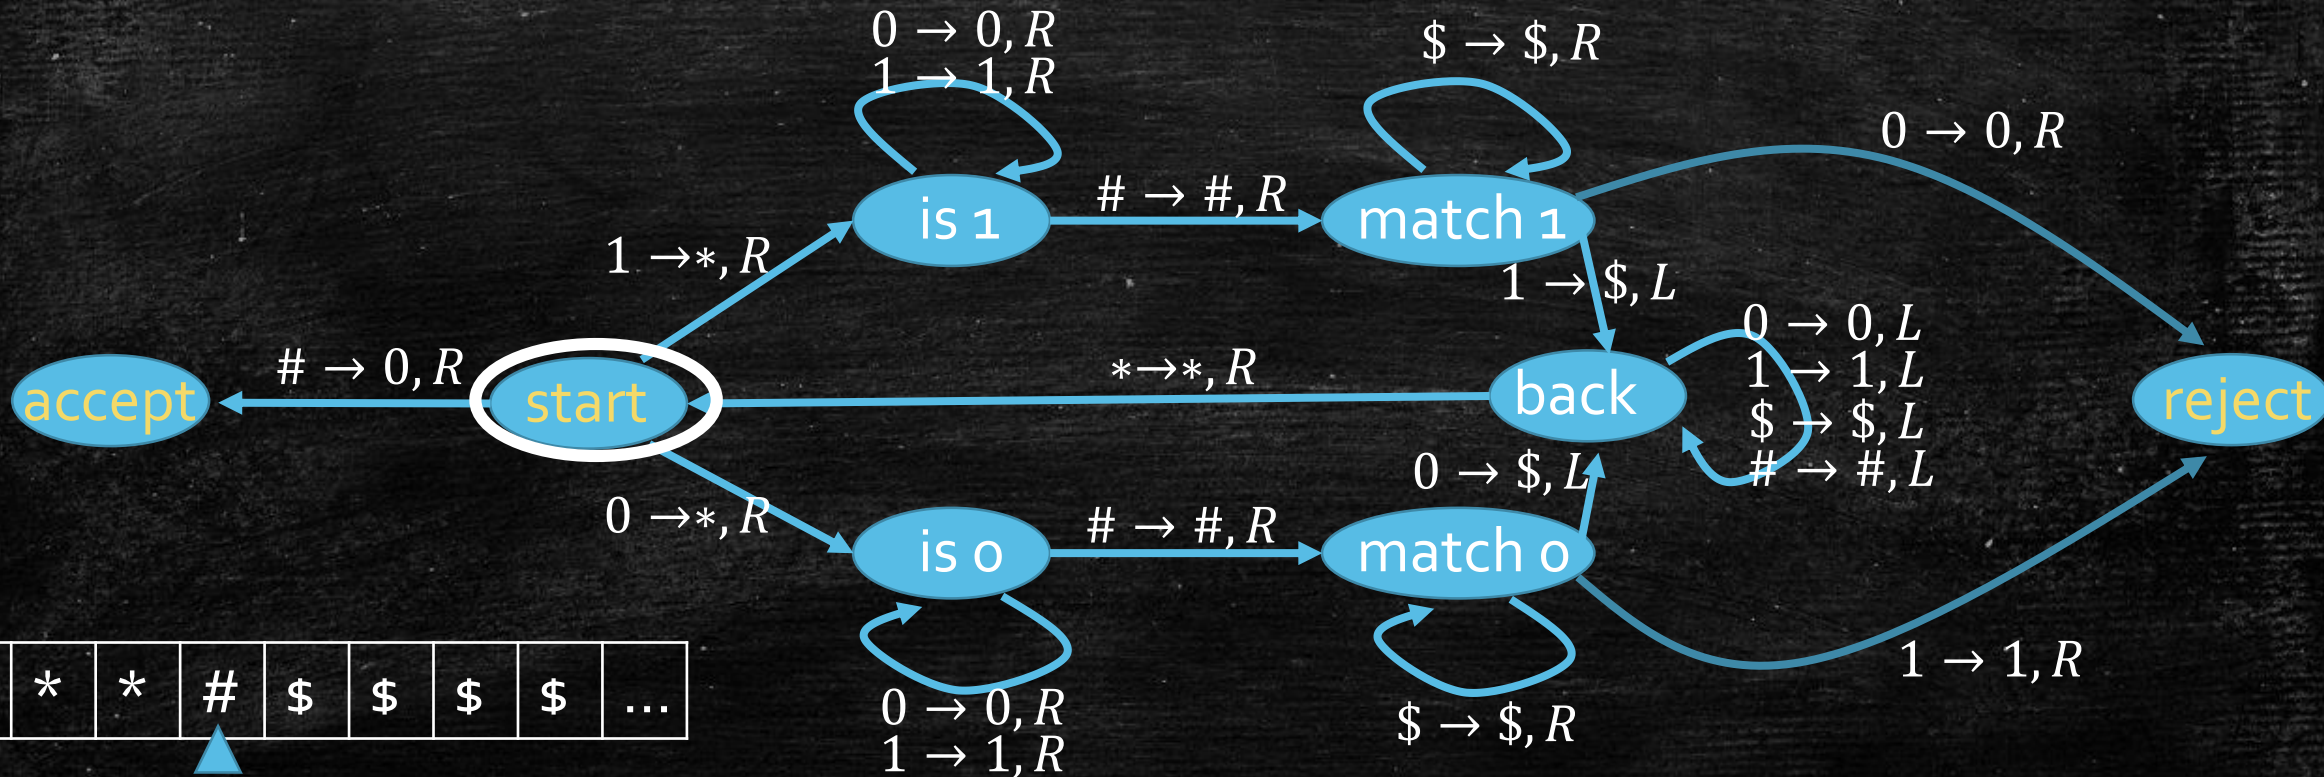 0 → 0, R
1 → 1, R
$ → $, R
0 → 0, R
is 1
# → #, R
match 1
1 →*, R
1 → $, L
accept
# → 0, R
start
*→*, R
back
0 → 0, L
1 → 1, L
$ → $, L
# → #, L
reject
0 →*, R
0 → $, L
is 0
# → #, R
match 0
1 → 1, R
0 → 0, R
1 → 1, R
$ → $, R
* * # $ $ $ $ ...